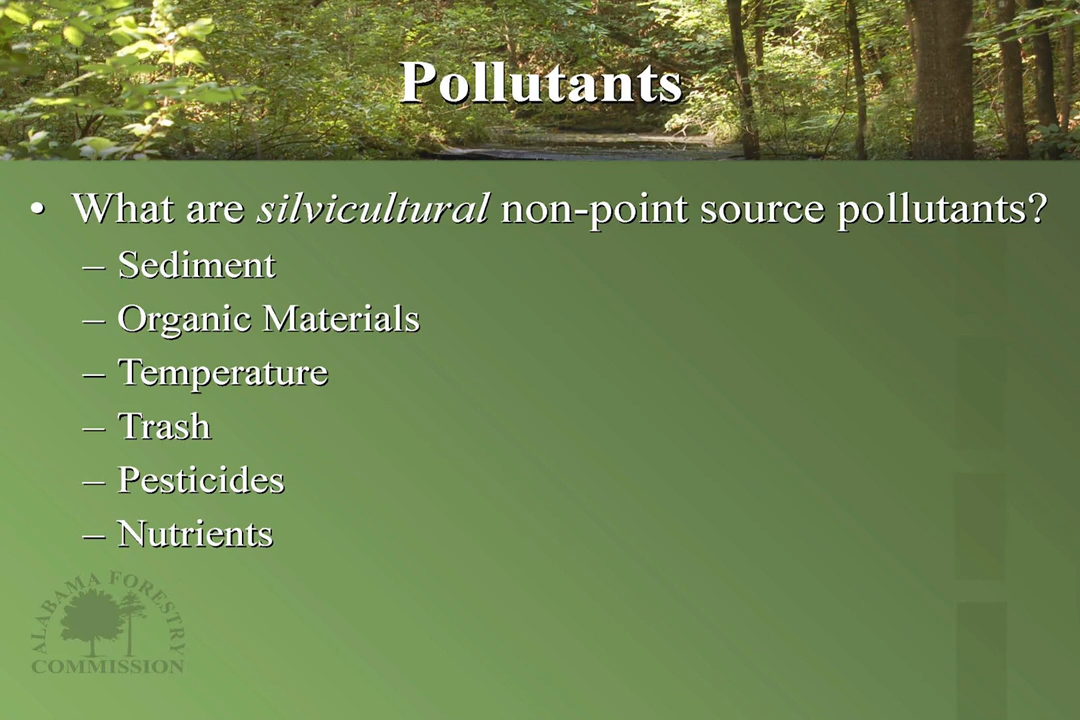 Pollutants
• What are silvicultural non-point source pollutants?
– Sediment
– Organic Materials
– Temperature
– Trash
– Pesticides
– Nutrients
ALABAMA FORESTRY
COMMISSION